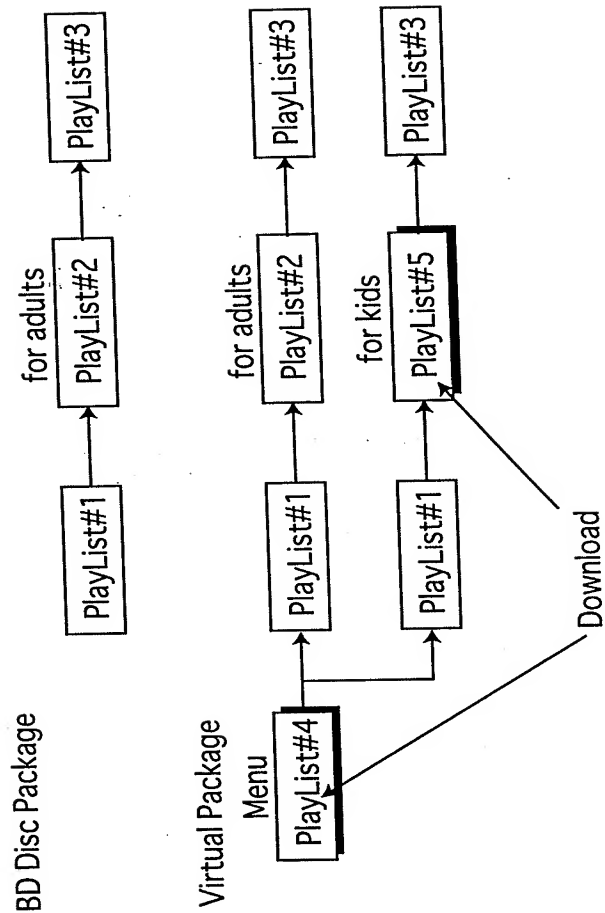 BD Disc Package
for adults
PlayList#1
PlayList#2
PlayList#3
Virtual Package
Menu
PlayList#4
for adults
PlayList#1
PlayList#2
PlayList#3
for kids
PlayList#1
PlayList#5
PlayList#3
Download